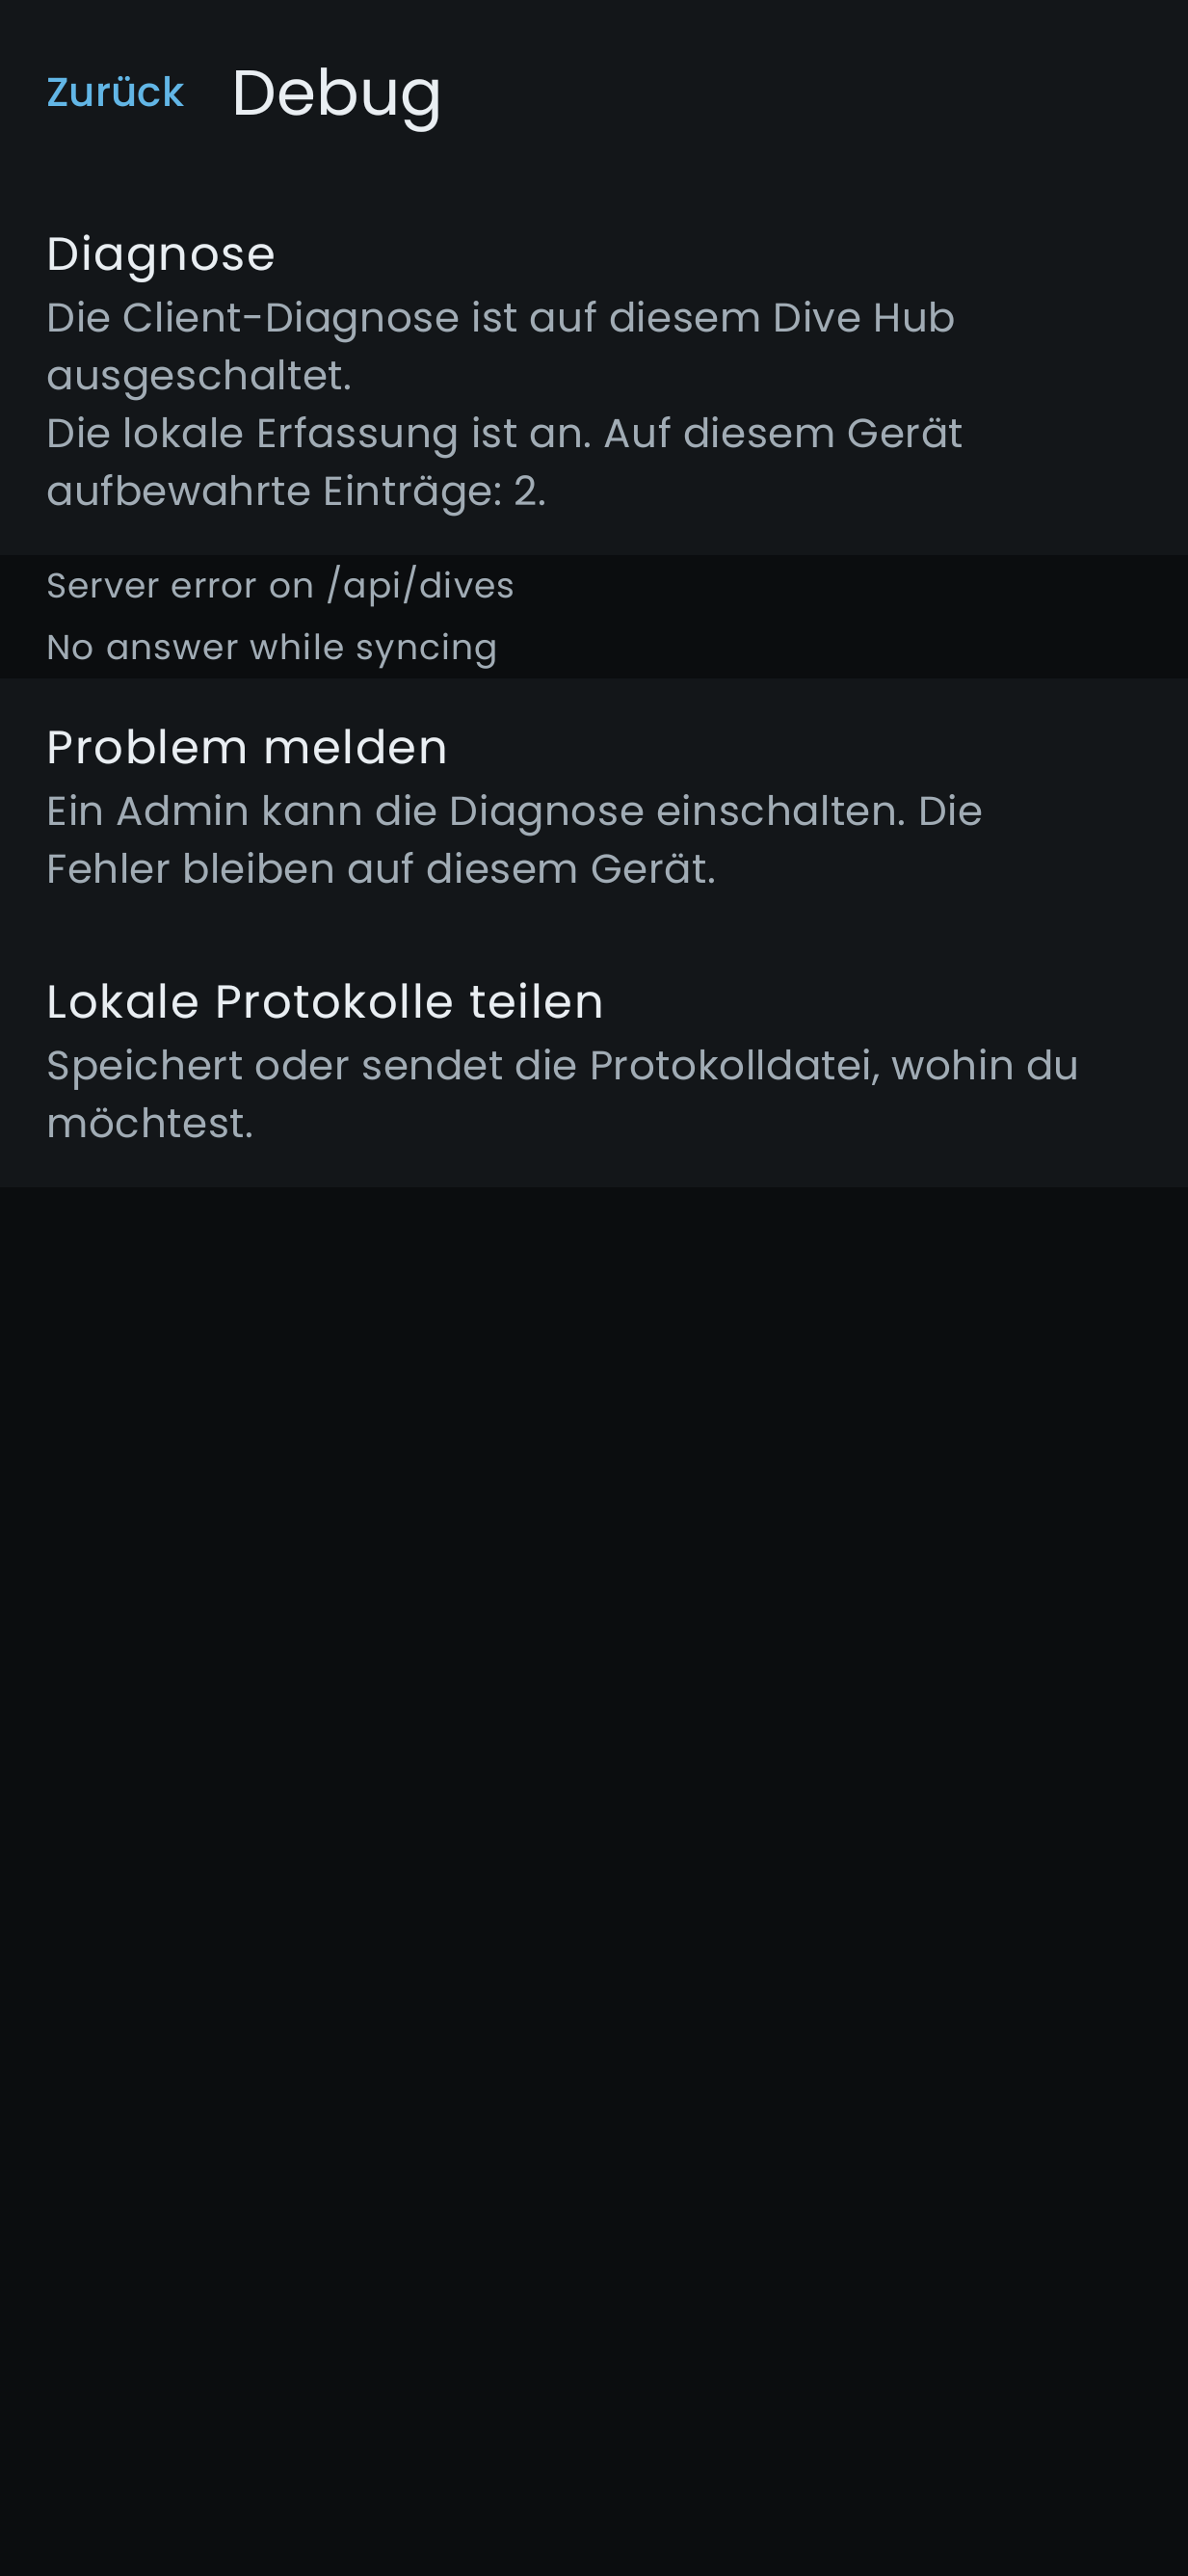 Zurück Debug
Diagnose
Die Client-Diagnose ist auf diesem Dive Hub
ausgeschaltet.
Die lokale Erfassung ist an. Auf diesem Gerät
aufbewahrte Einträge: 2.
Server error on /api/dives
No answer while syncing
Problem melden
Ein Admin kann die Diagnose einschalten. Die
Fehler bleiben auf diesem Gerät.
Lokale Protokolle teilen
Speichert oder sendet die Protokolldatei, wohin du
möchtest.